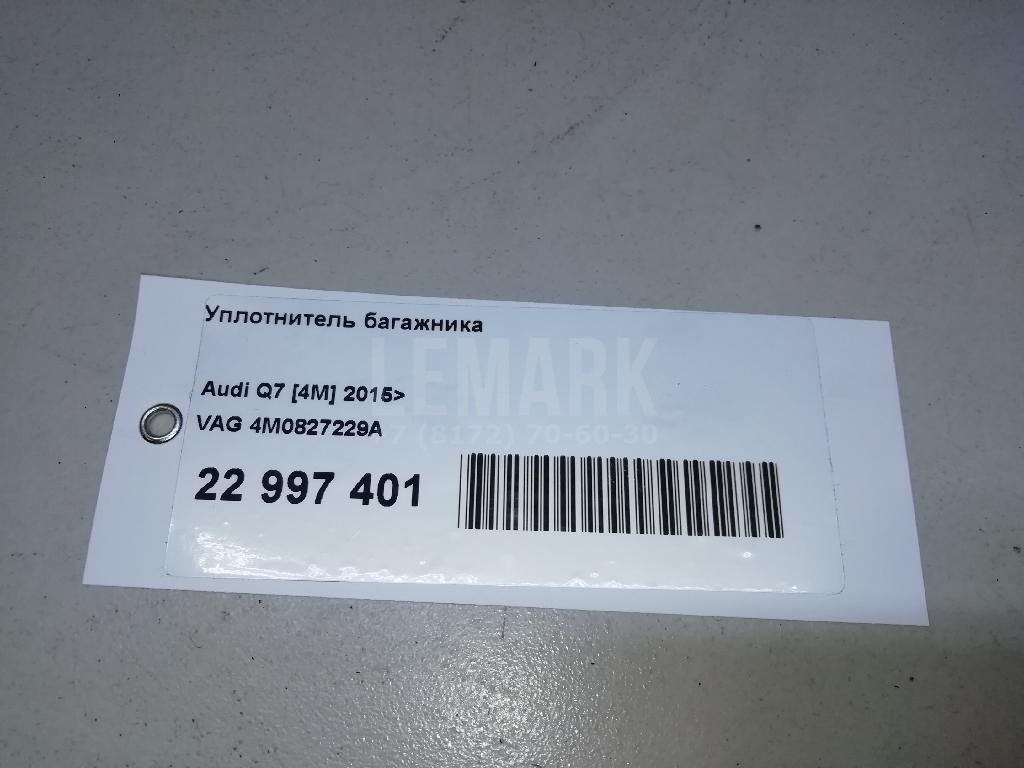 Уплотнитель багажника
LEMARK
Audi Q7 [4M] 2015>
VAG 4M0827229A
7 (8172) 70-60-30
22 997 401